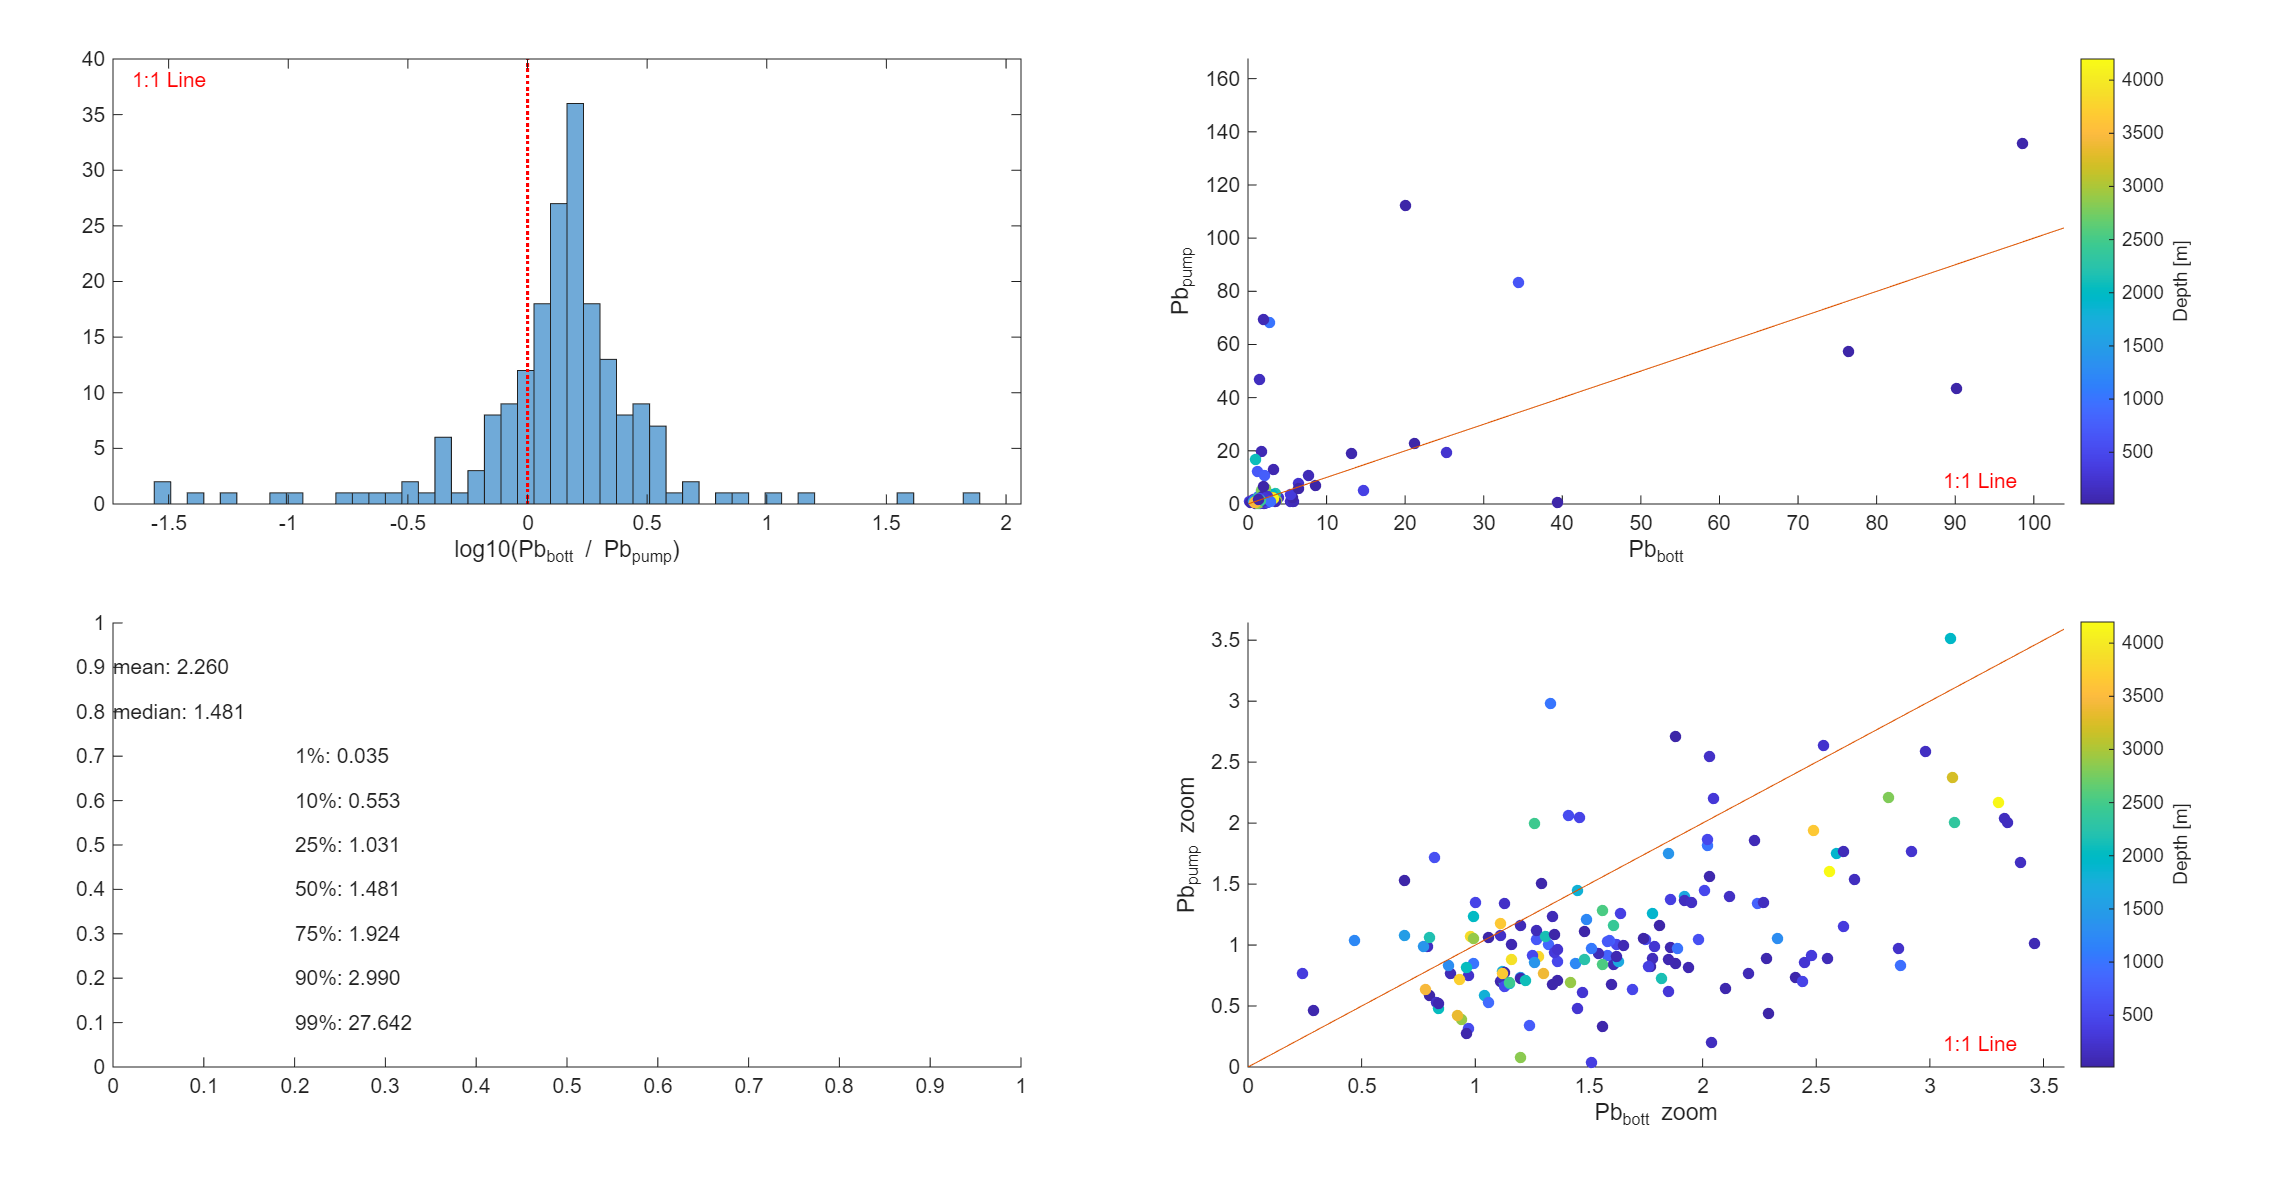 40
35
30
25
20
15
10
5
0
1:1 Line
-1.5 -1 -0.5 0 0.5 1 1.5 2
log10(Pbbott / Pbpump)
160
140
120
100
80
60
40
20
0
Pbpump
1:1 Line
0 10 20 30 40 50 60 70 80 90 100
Pbbott
4000
3500
3000
2500
2000
1500
1000
500
Depth [m]
1
0.9 mean: 2.260
0.8 median: 1.481
0.7 1%: 0.035
0.6 10%: 0.553
0.5 25%: 1.031
0.4 50%: 1.481
0.3 75%: 1.924
0.2 90%: 2.990
0.1 99%: 27.642
0
0 0.1 0.2 0.3 0.4 0.5 0.6 0.7 0.8 0.9 1
3.5
3
2.5
2
1.5
1
0.5
0
Pbpump zoom
1:1 Line
0 0.5 1 1.5 2 2.5 3 3.5
Pbbott zoom
4000
3500
3000
2500
2000
1500
1000
500
Depth [m]